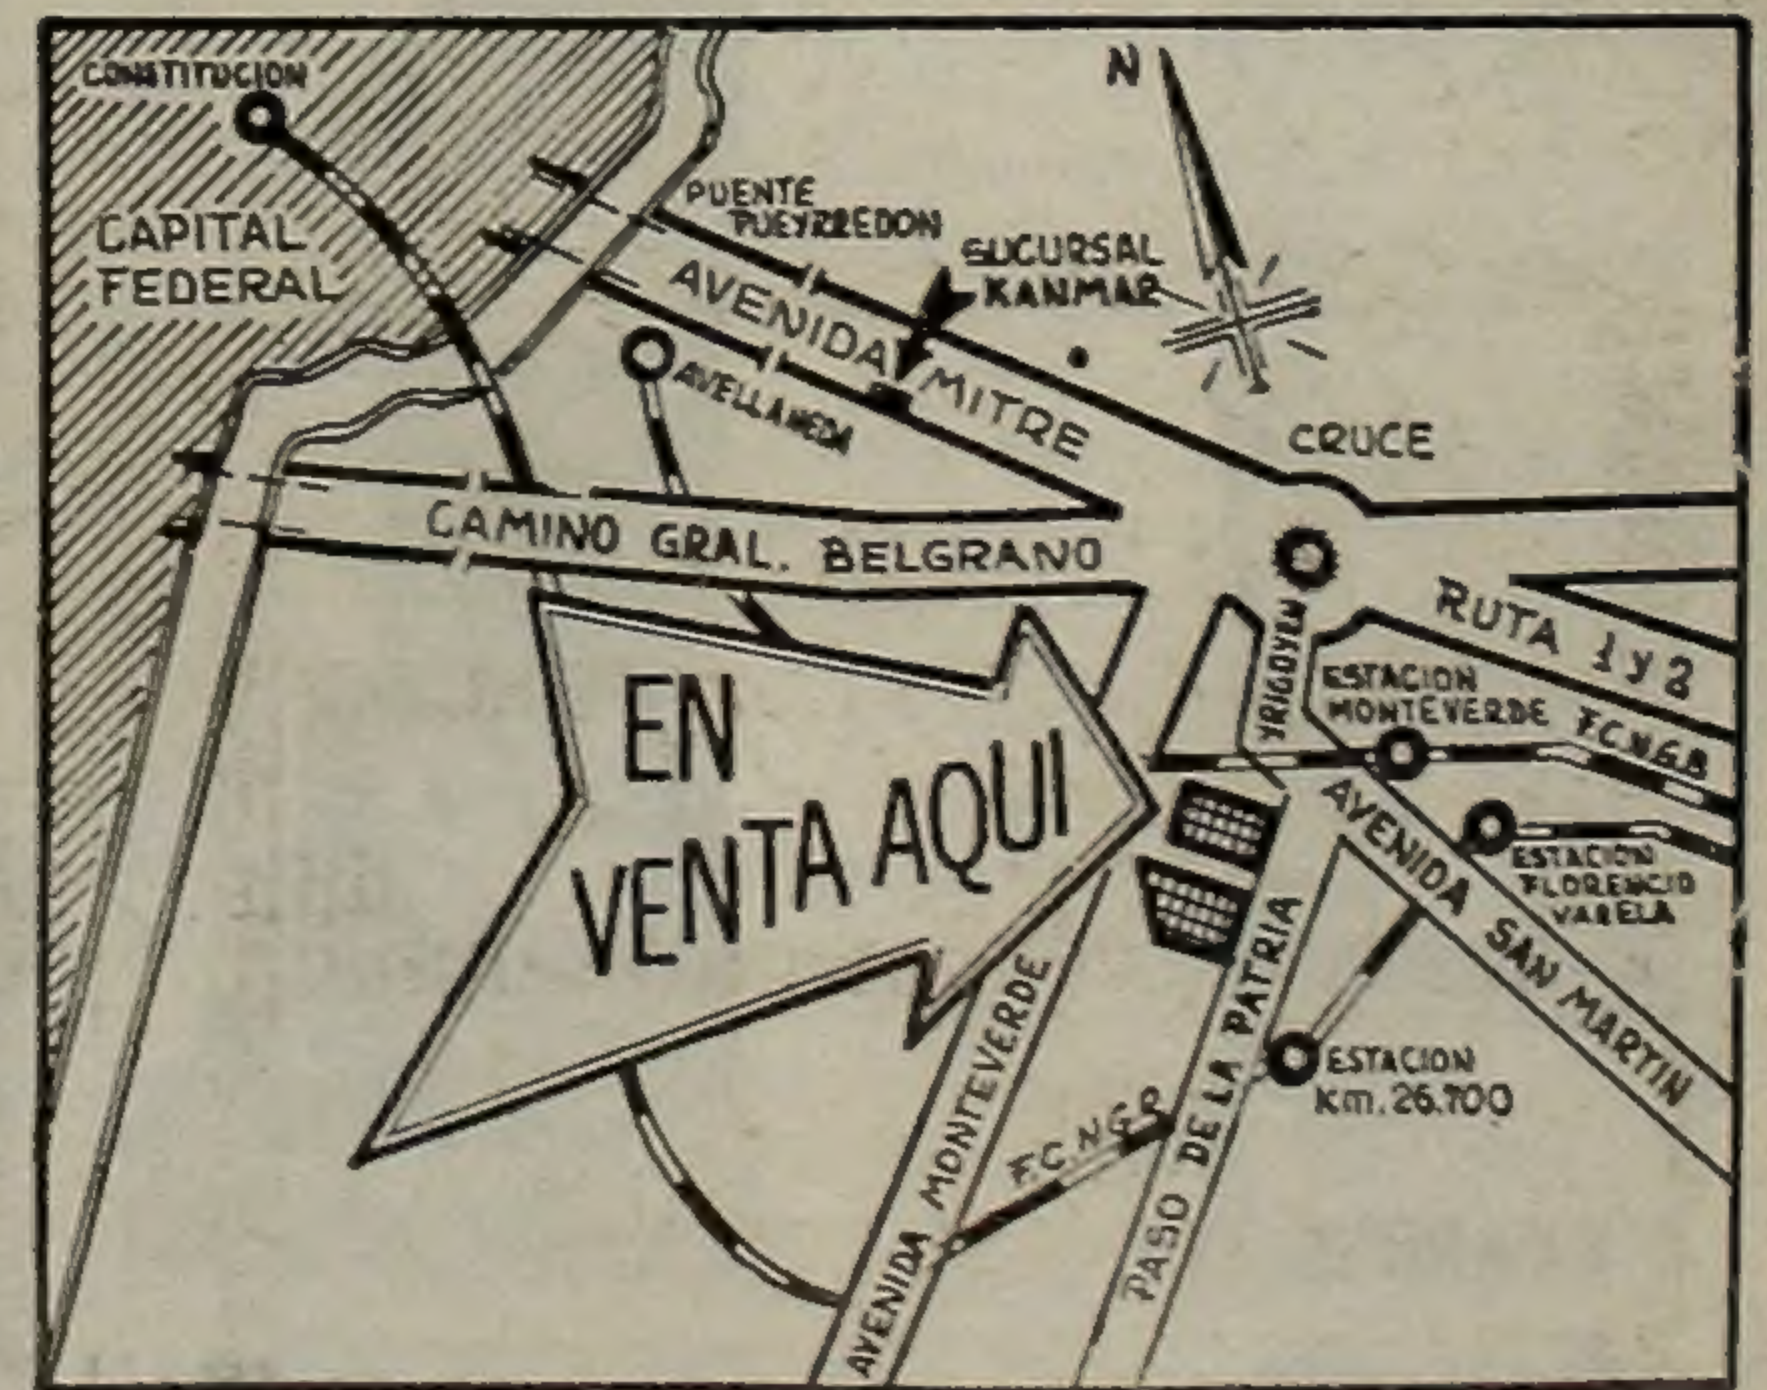 CONSTITUCION
N
CAPITAL
FEDERAL
PUENTE
PUEYRREDON
SUCURSAL
KANMAR
AVENIDA MITRE
AVELLANEDA
CRUCE
CAMINO GRAL. BELGRANO
RUTA 1 y 2
YRIGOYEN
ESTACION
MONTEVERDE
F.C.N.G.R
EN
VENTA AQUI
AVENIDA SAN MARTIN
ESTACION
FLORENCIO
VARELA
PASO DE LA PATRIA
AVENIDA MONTEVERDE
ESTACION
Km. 26.700
F.C.N.G.R